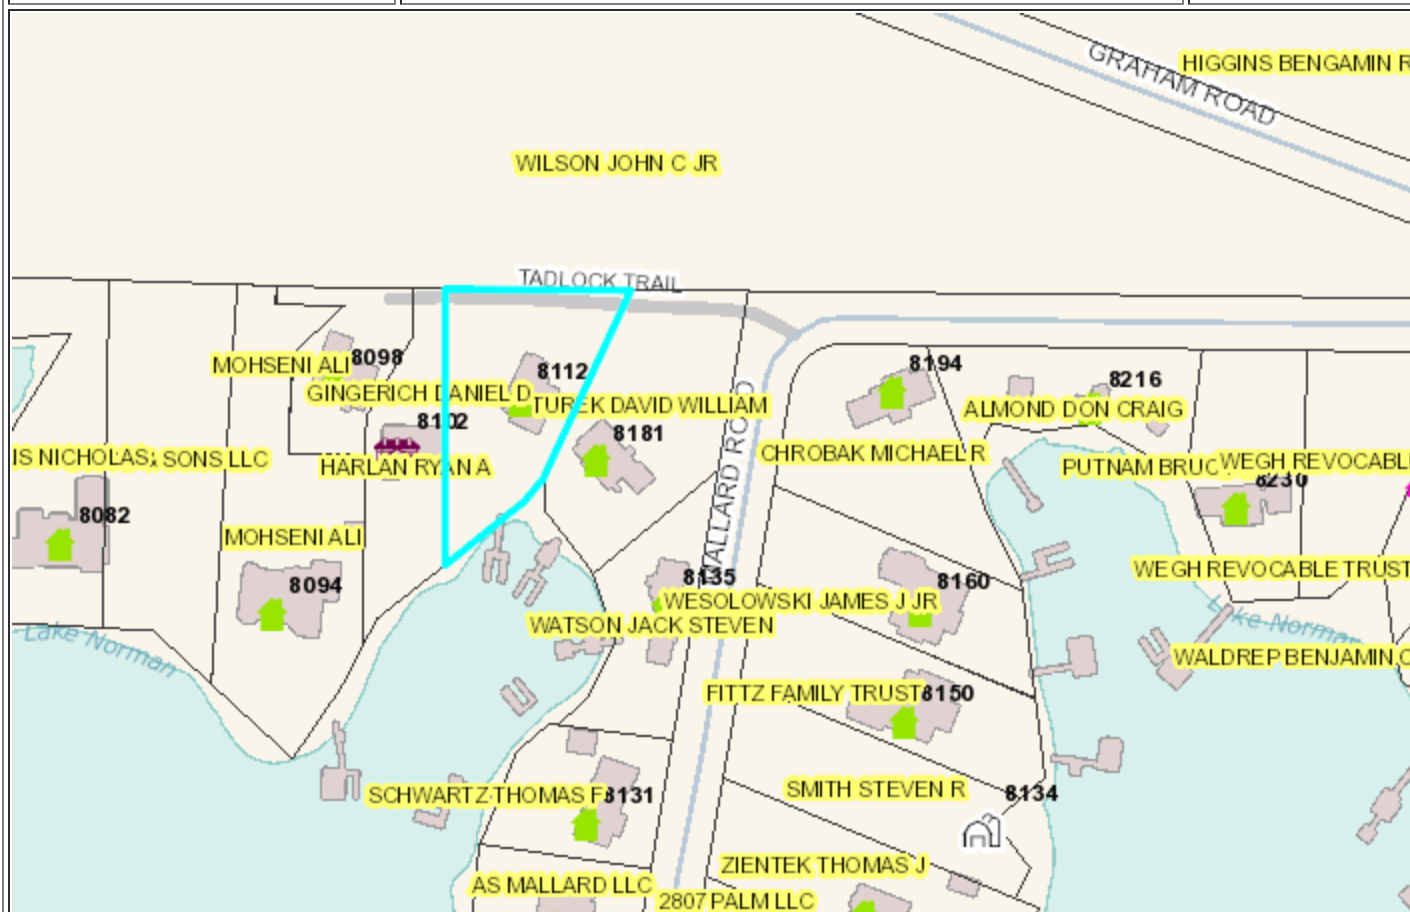 GRAHAM ROAD
HIGGINS BENGAMIN R
WILSON JOHN C JR
TADLOCK TRAIL
MOHSENI ALI
8098
8112
GINGERICH DANIEL D
TUREK DAVID WILLIAM
8102
8181
HARLAN RYAN A
IS NICHOLAS
SONS LLC
8194
8216
ALMOND DON CRAIG
CHROBAK MICHAEL R
PUTNAM BRUC
WEGH REVOCABL
8230
8082
MOHSENI ALI
MALLARD ROAD
8094
8135
8160
WEGH REVOCABLE TRUST
WESOLOWSKI JAMES J JR
WATSON JACK STEVEN
Lake Norman
Lake Norman
WALDREP BENJAMIN C
FITTZ FAMILY TRUST
8150
SCHWARTZ THOMAS F
8131
SMITH STEVEN R
8134
ZIENTEK THOMAS J
AS MALLARD LLC
2807 PALM LLC